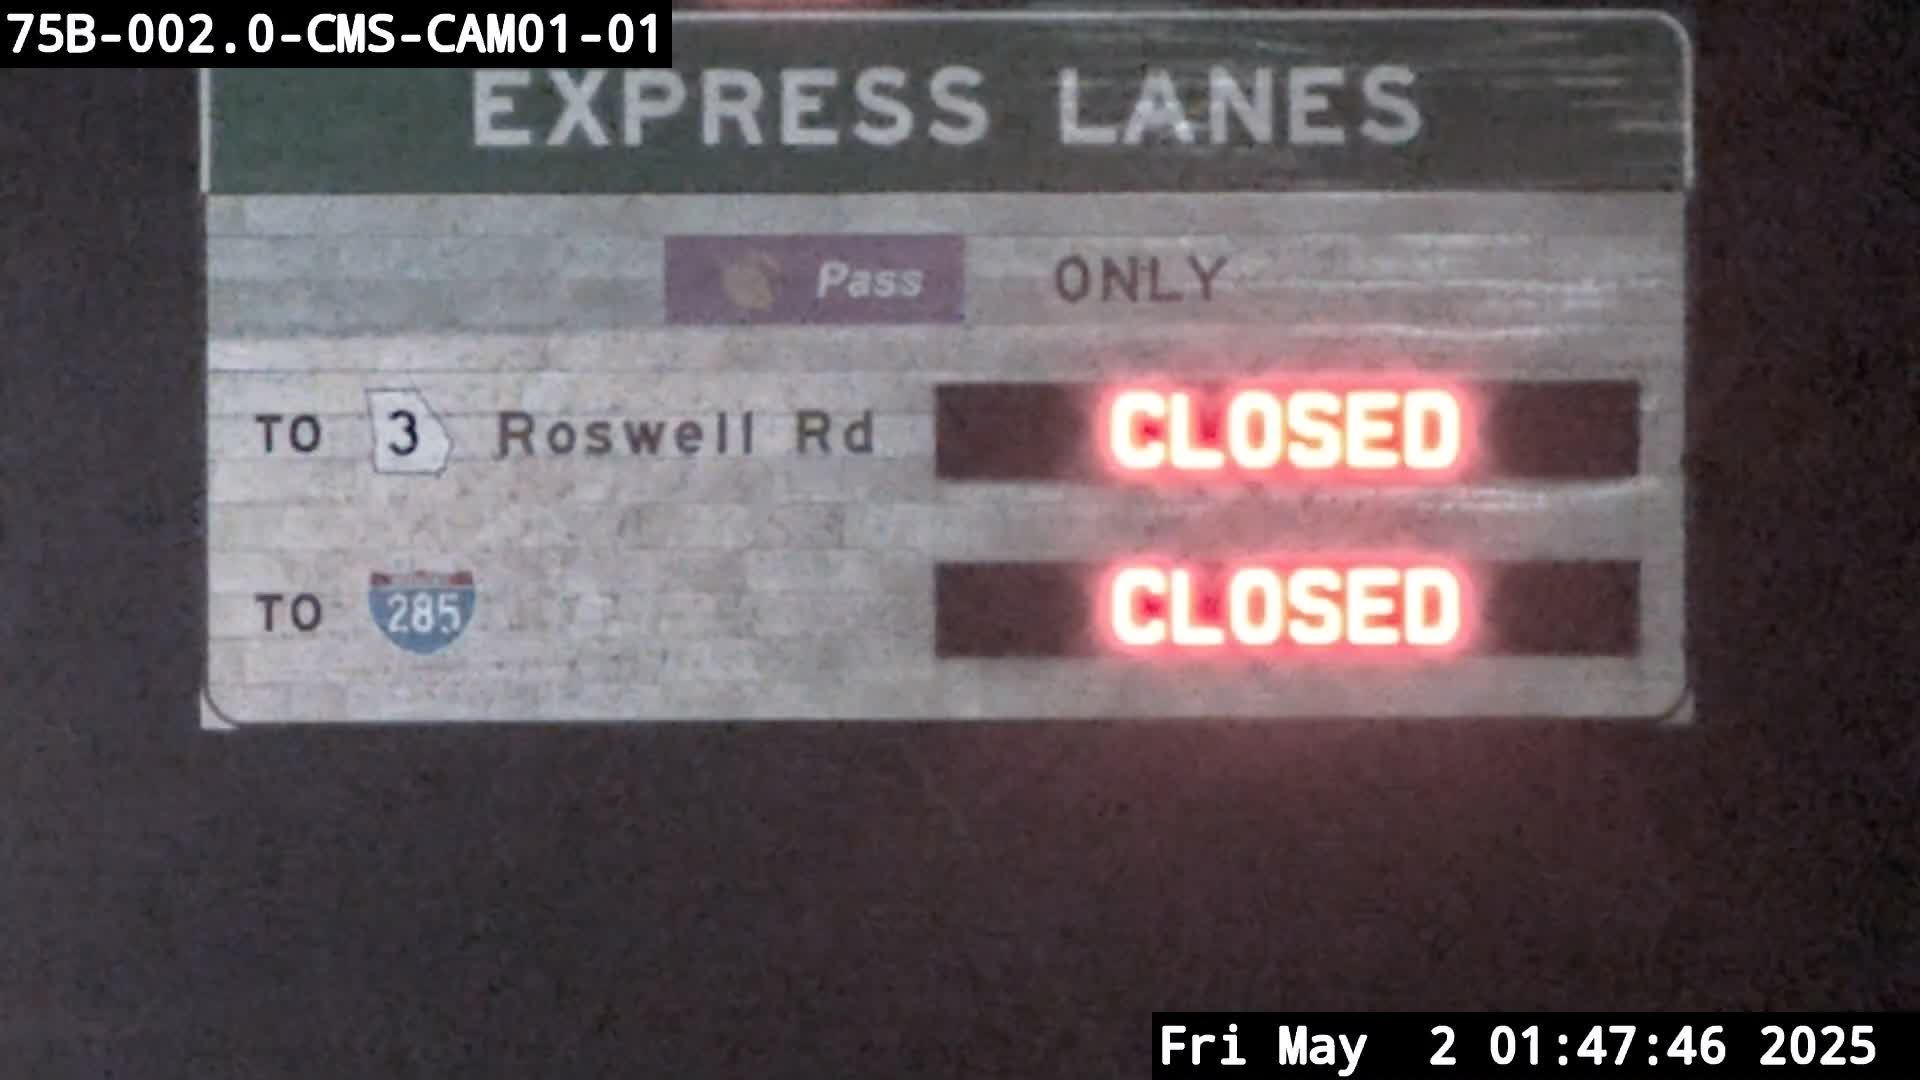 75B-002.0-CMS-CAM01-01
EXPRESS LANES
Pass ONLY
TO 3 Roswell Rd CLOSED
TO 285 CLOSED
Fri May 2 01:47:46 2025